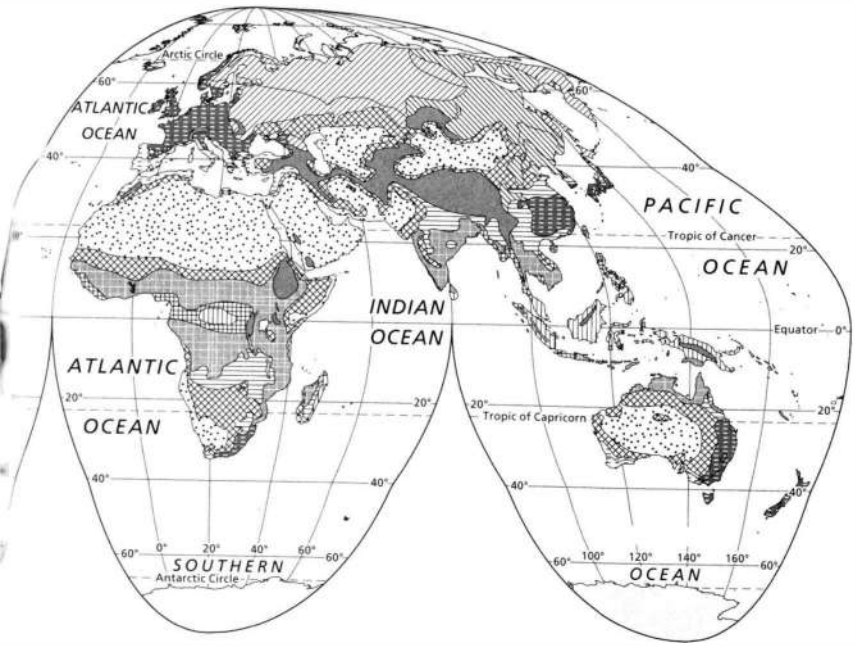 Arctic Circle
60°
60°
ATLANTIC
OCEAN
40°
40°
PACIFIC
Tropic of Cancer
20°
OCEAN
INDIAN
OCEAN
Equator
0°
ATLANTIC
20°
20°
20°
Tropic of Capricorn
20°
OCEAN
40°
40°
40°
40°
0° 20° 40° 60°
100° 120° 140° 160°
60°
60°
60°
60°
SOUTHERN
OCEAN
Antarctic Circle